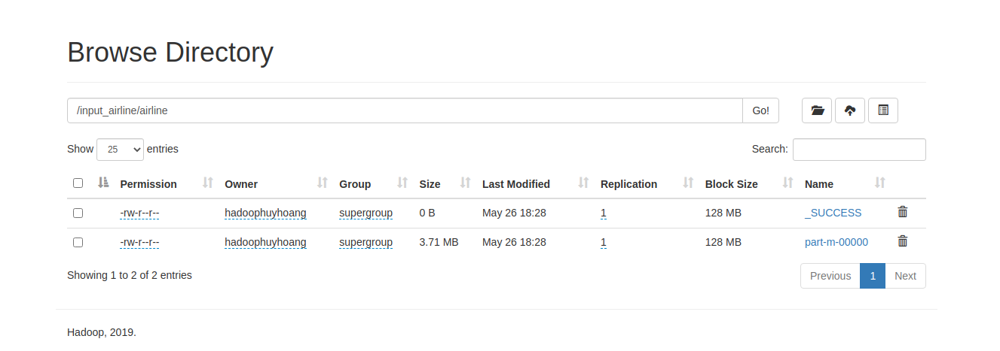 Browse Directory
/input_airline/airline Go!
Show 25 entries Search:
Permission Owner Group Size Last Modified Replication Block Size Name
-rw-r--r-- hadoophuyhoang supergroup 0 B May 26 18:28 1 128 MB _SUCCESS
-rw-r--r-- hadoophuyhoang supergroup 3.71 MB May 26 18:28 1 128 MB part-m-00000
Showing 1 to 2 of 2 entries Previous 1 Next
Hadoop, 2019.